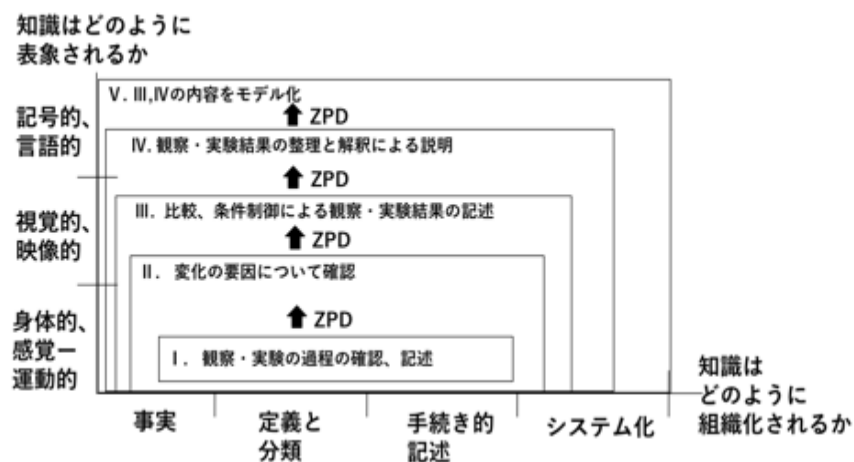 知識はどのように
表象されるか
Ⅴ. Ⅲ,Ⅳの内容をモデル化
ZPD
記号的、
言語的
Ⅳ. 観察・実験結果の整理と解釈による説明
ZPD
Ⅲ. 比較、条件制御による観察・実験結果の記述
視覚的、
映像的
ZPD
Ⅱ. 変化の要因について確認
ZPD
身体的、
感覚ー
運動的
Ⅰ. 観察・実験の過程の確認、記述
知識は
どのように
組織化されるか
事実
定義と
分類
手続き的
記述
システム化